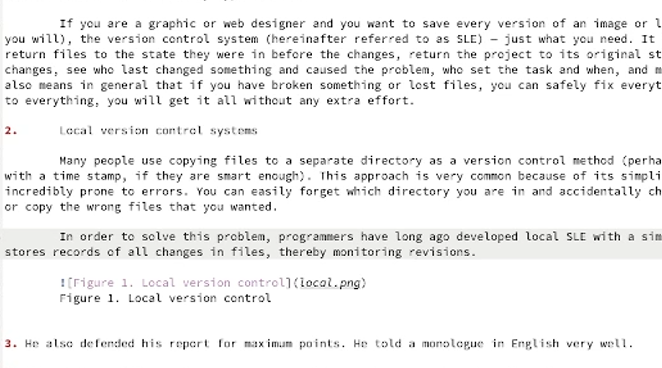 If you are a graphic or web designer and you want to save every version of an image or l
you will), the version control system (hereinafter referred to as SLE) – just what you need. It
return files to the state they were in before the changes, return the project to its original st
changes, see who last changed something and caused the problem, who set the task and when, and m
also means in general that if you have broken something or lost files, you can safely fix everyt
to everything, you will get it all without any extra effort.
2. Local version control systems
Many people use copying files to a separate directory as a version control method (perha
with a time stamp, if they are smart enough). This approach is very common because of its simpli
incredibly prone to errors. You can easily forget which directory you are in and accidentally ch
or copy the wrong files that you wanted.
In order to solve this problem, programmers have long ago developed local SLE with a sim
stores records of all changes in files, thereby monitoring revisions.
![Figure 1. Local version control](local.png)
Figure 1. Local version control
3. He also defended his report for maximum points. He told a monologue in English very well.